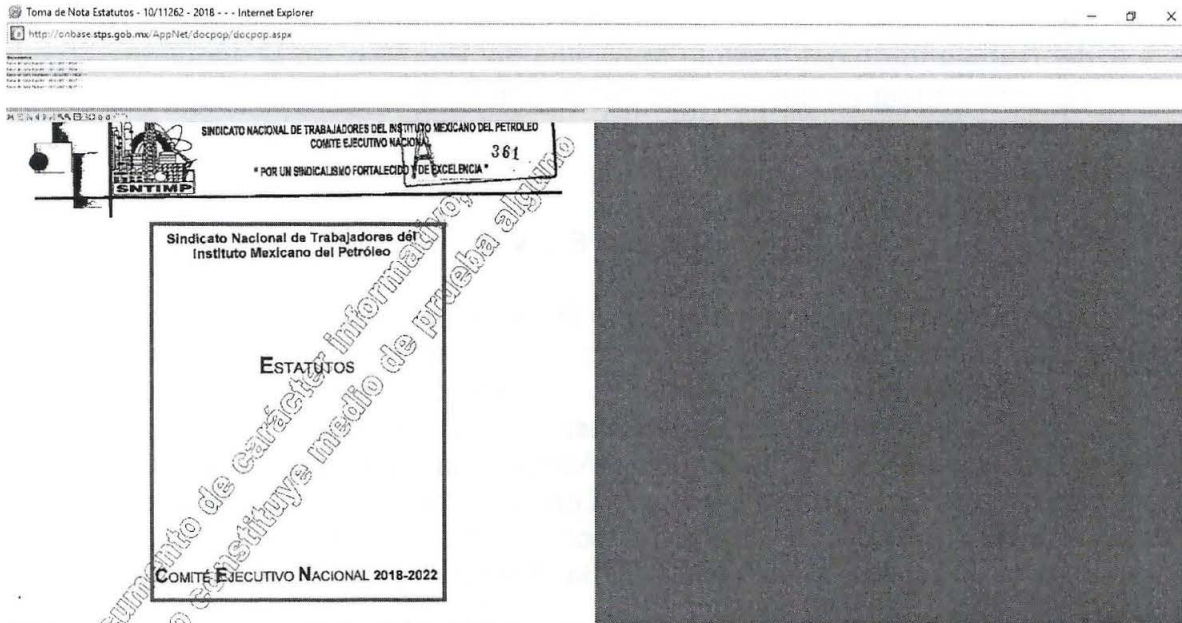 Toma de Nota Estatutos - 10/11262 - 2018 - - - Internet Explorer
http://onbase.stps.gob.mx/AppNet/docpop/docpop.aspx
SINDICATO NACIONAL DE TRABAJADORES DEL INSTITUTO MEXICANO DEL PETROLEO
COMITE EJECUTIVO NACIONAL
361
" POR UN SINDICALISMO FORTALECIDO Y DE EXCELENCIA "
SNTIMP
Sindicato Nacional de Trabajadores del
Instituto Mexicano del Petróleo
ESTATUTOS
COMITÉ EJECUTIVO NACIONAL 2018-2022
de carácter informativo,
constituye medio de prueba alguno